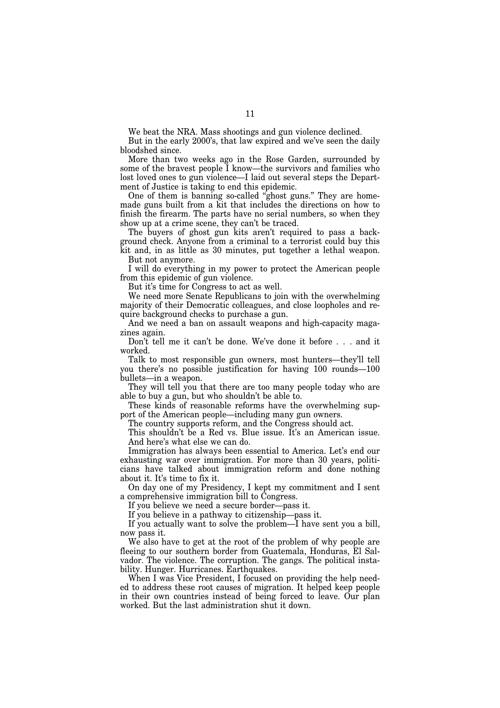 11
We beat the NRA. Mass shootings and gun violence declined.
But in the early 2000's, that law expired and we've seen the daily
bloodshed since.
More than two weeks ago in the Rose Garden, surrounded by
some of the bravest people I know—the survivors and families who
lost loved ones to gun violence—I laid out several steps the Depart-
ment of Justice is taking to end this epidemic.
One of them is banning so-called "ghost guns." They are home-
made guns built from a kit that includes the directions on how to
finish the firearm. The parts have no serial numbers, so when they
show up at a crime scene, they can't be traced.
The buyers of ghost gun kits aren't required to pass a back-
ground check. Anyone from a criminal to a terrorist could buy this
kit and, in as little as 30 minutes, put together a lethal weapon.
But not anymore.
I will do everything in my power to protect the American people
from this epidemic of gun violence.
But it's time for Congress to act as well.
We need more Senate Republicans to join with the overwhelming
majority of their Democratic colleagues, and close loopholes and re-
quire background checks to purchase a gun.
And we need a ban on assault weapons and high-capacity maga-
zines again.
Don't tell me it can't be done. We've done it before . . . and it
worked.
Talk to most responsible gun owners, most hunters—they'll tell
you there's no possible justification for having 100 rounds—100
bullets—in a weapon.
They will tell you that there are too many people today who are
able to buy a gun, but who shouldn't be able to.
These kinds of reasonable reforms have the overwhelming sup-
port of the American people—including many gun owners.
The country supports reform, and the Congress should act.
This shouldn't be a Red vs. Blue issue. It's an American issue.
And here's what else we can do.
Immigration has always been essential to America. Let's end our
exhausting war over immigration. For more than 30 years, politi-
cians have talked about immigration reform and done nothing
about it. It's time to fix it.
On day one of my Presidency, I kept my commitment and I sent
a comprehensive immigration bill to Congress.
If you believe we need a secure border—pass it.
If you believe in a pathway to citizenship—pass it.
If you actually want to solve the problem—I have sent you a bill,
now pass it.
We also have to get at the root of the problem of why people are
fleeing to our southern border from Guatemala, Honduras, El Sal-
vador. The violence. The corruption. The gangs. The political insta-
bility. Hunger. Hurricanes. Earthquakes.
When I was Vice President, I focused on providing the help need-
ed to address these root causes of migration. It helped keep people
in their own countries instead of being forced to leave. Our plan
worked. But the last administration shut it down.